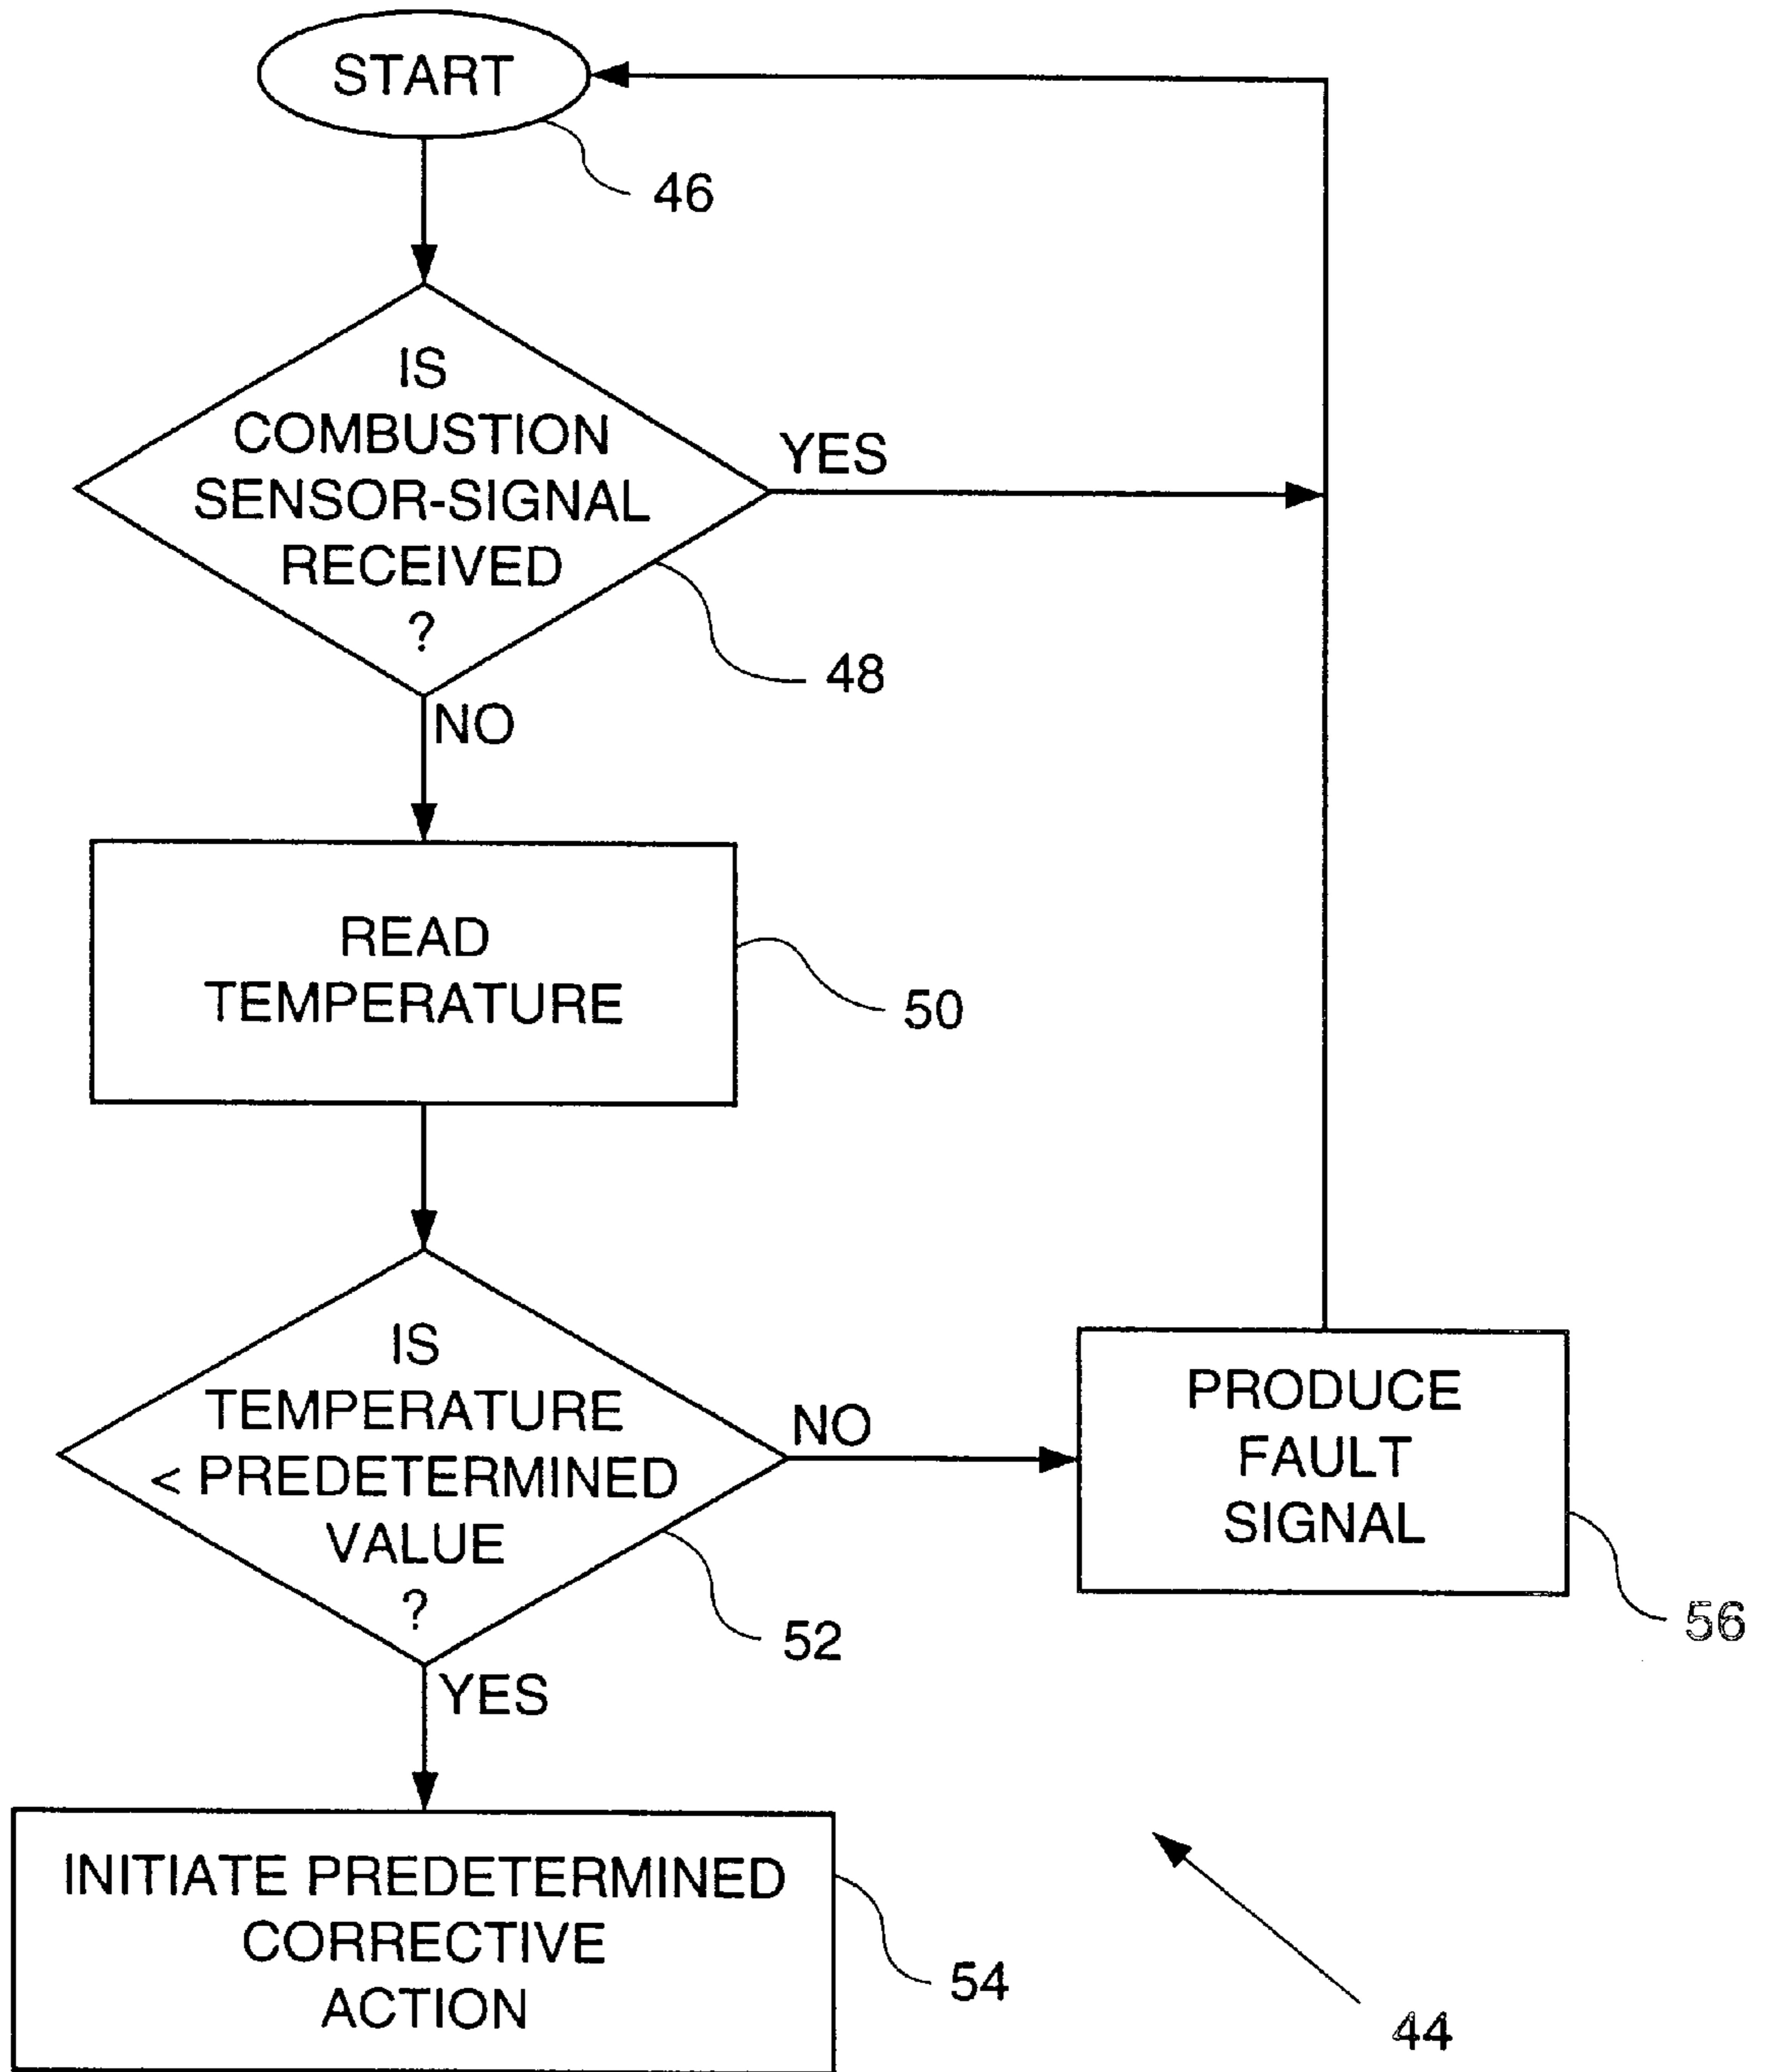 START
46
IS
COMBUSTION
SENSOR-SIGNAL
RECEIVED
?
YES
48
NO
READ
TEMPERATURE
50
IS
TEMPERATURE
< PREDETERMINED
VALUE
?
NO
52
PRODUCE
FAULT
SIGNAL
56
YES
INITIATE PREDETERMINED
CORRECTIVE
ACTION
54
44